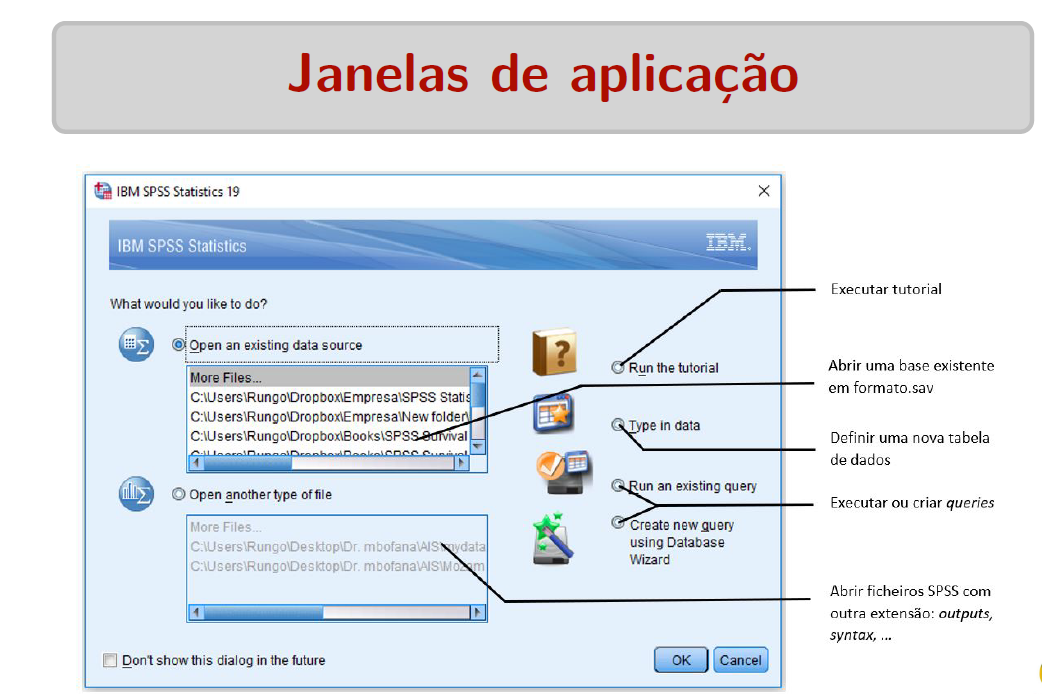 Janelas de aplicação
IBM SPSS Statistics 19
IBM SPSS Statistics
IBM.
What would you like to do?
Open an existing data source
More Files...
C:\Users\Rungo\Dropbox\Empresa\SPSS Statis
C:\Users\Rungo\Dropbox\Empresa\New folder\
C:\Users\Rungo\Dropbox\Books\SPSS Survival
C:\Users\Rungo\Dropbox\Books\SPSS Survival
Open another type of file
More Files...
C:\Users\Rungo\Desktop\Dr. mbofana\AIS\mydata
C:\Users\Rungo\Desktop\Dr. mbofana\AIS\Mozam
Run the tutorial
Type in data
Run an existing query
Create new query
using Database
Wizard
Don't show this dialog in the future
OK
Cancel
Executar tutorial
Abrir uma base existente
em formato.sav
Definir uma nova tabela
de dados
Executar ou criar queries
Abrir ficheiros SPSS com
outra extensão: outputs,
syntax, ...